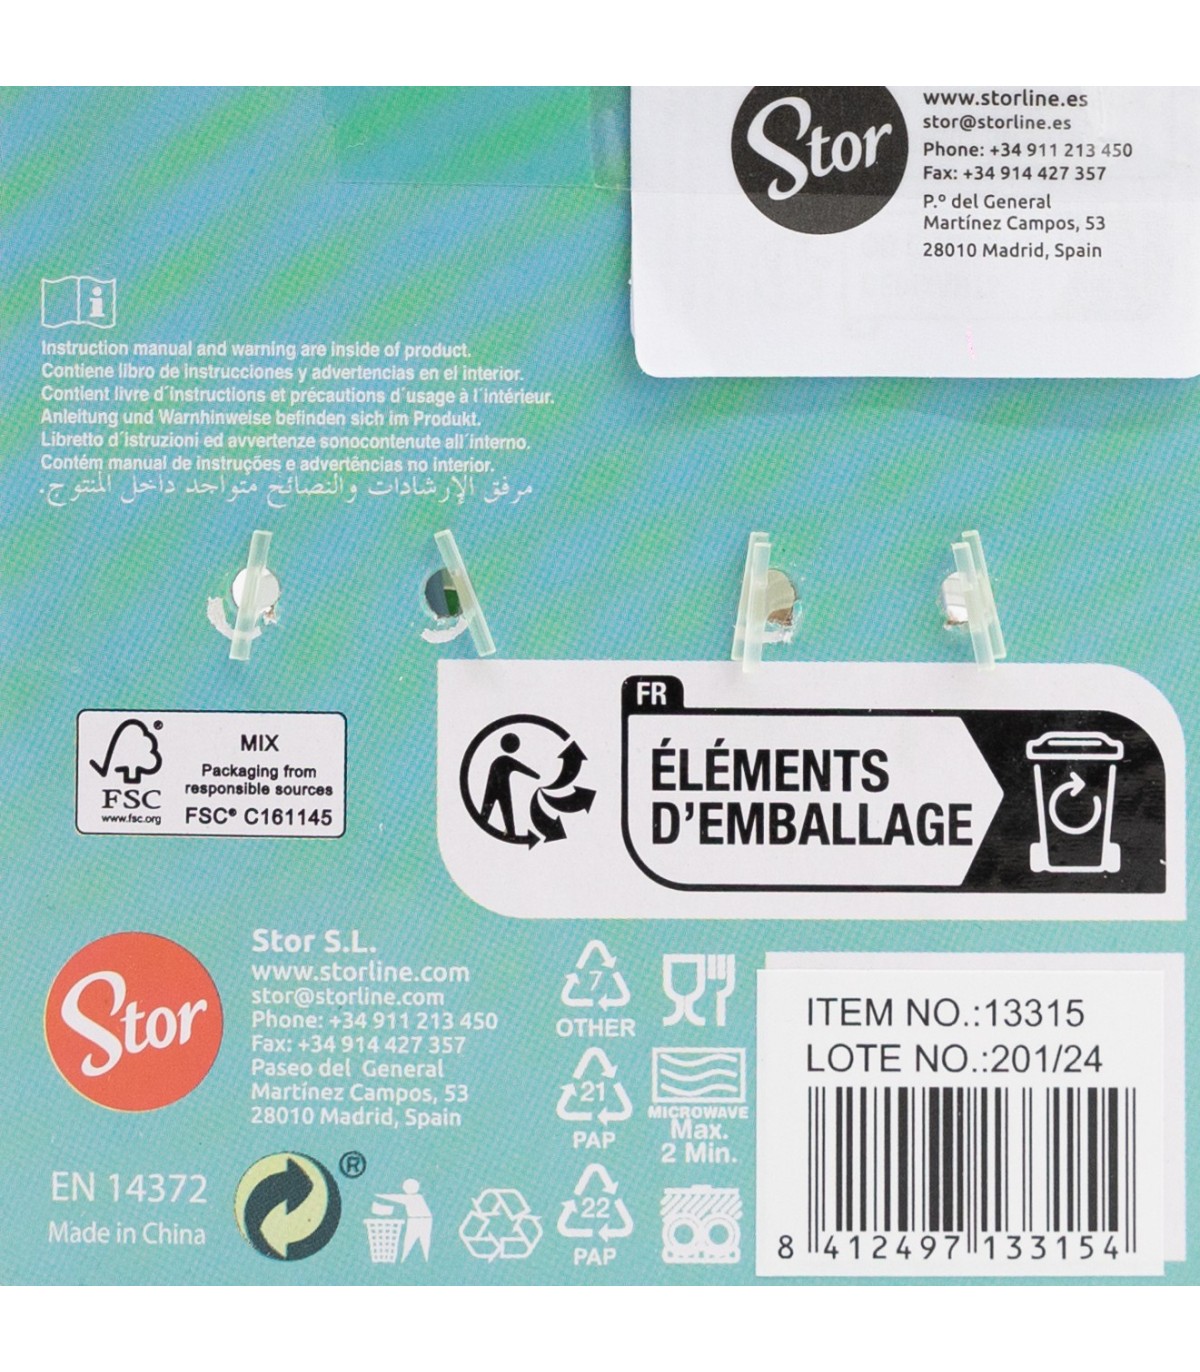 Stor
www.storline.es
stor@storline.es
Phone: +34 911 213 450
Fax: +34 914 427 357
P.º del General
Martínez Campos, 53
28010 Madrid, Spain
Instruction manual and warning are inside of product.
Contiene libro de instrucciones y advertencias en el interior.
Contient livre d´instructions et précautions d´usage à l´intérieur.
Anleitung und Warnhinweise befinden sich im Produkt.
Libretto d´istruzioni ed avvertenze sonocontenute all´interno.
Contém manual de instruções e advertências no interior.
مرفق الإرشادات والنصائح متواجد داخل المنتوج.
FR
ÉLÉMENTS
D’EMBALLAGE
FSC
www.fsc.org
MIX
Packaging from
responsible sources
FSC® C161145
Stor
Stor S.L.
www.storline.com
stor@storline.com
Phone: +34 911 213 450
Fax: +34 914 427 357
Paseo del General
Martínez Campos, 53
28010 Madrid, Spain
EN 14372
Made in China
®
7
OTHER
21
PAP
22
PAP
MICROWAVE
Max.
2 Min.
ITEM NO.:13315
LOTE NO.:201/24
8 412497 133154